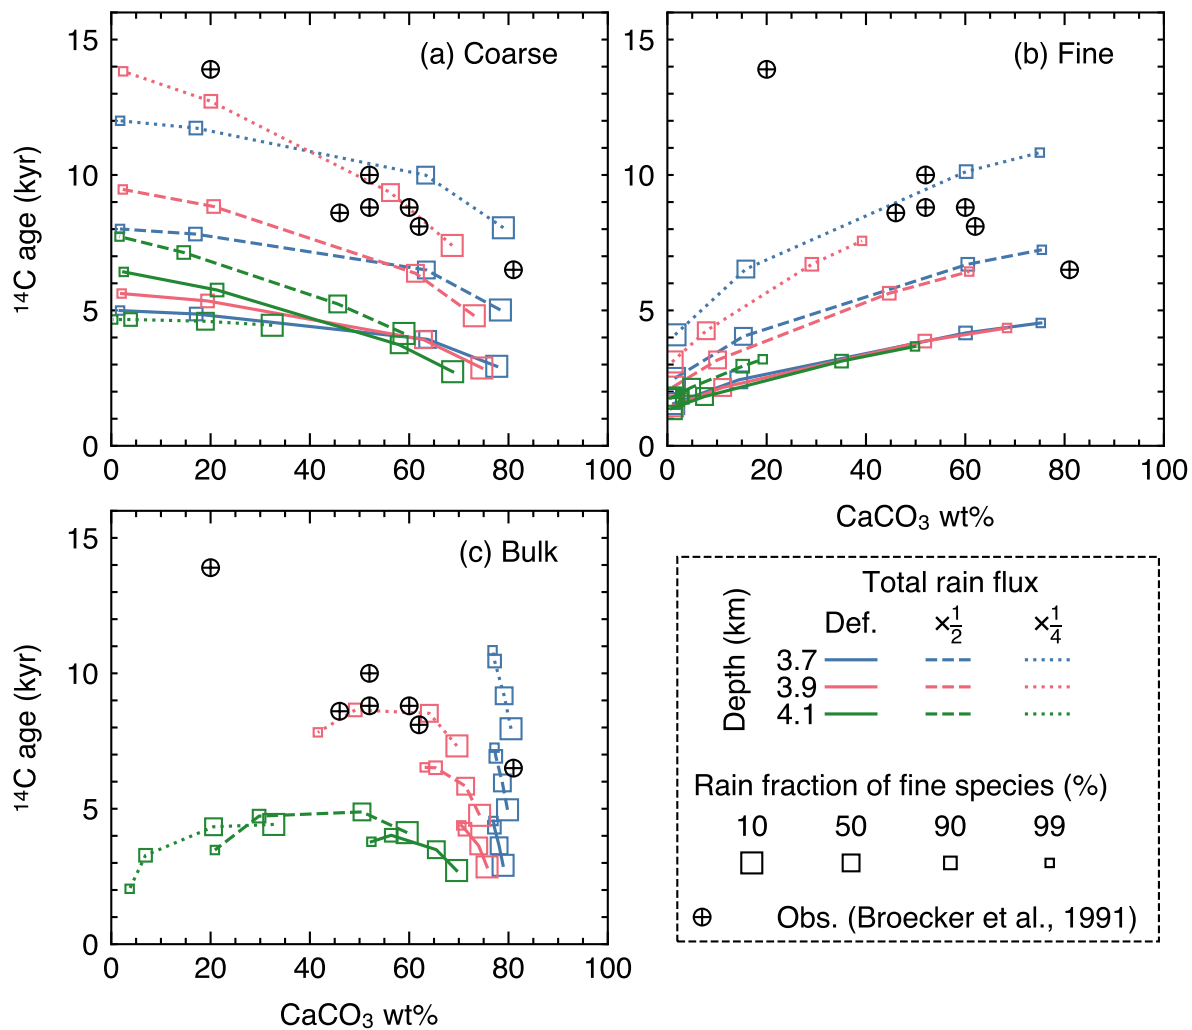 (a) Coarse
15
10
5
0
0 20 40 60 80 100
¹⁴C age (kyr)
(b) Fine
15
10
5
0
0 20 40 60 80 100
CaCO₃ wt%
(c) Bulk
15
10
5
0
0 20 40 60 80 100
¹⁴C age (kyr)
CaCO₃ wt%
Total rain flux
Depth (km)
Def. ×1/2 ×1/4
3.7
3.9
4.1
Rain fraction of fine species (%)
10 50 90 99
Obs. (Broecker et al., 1991)